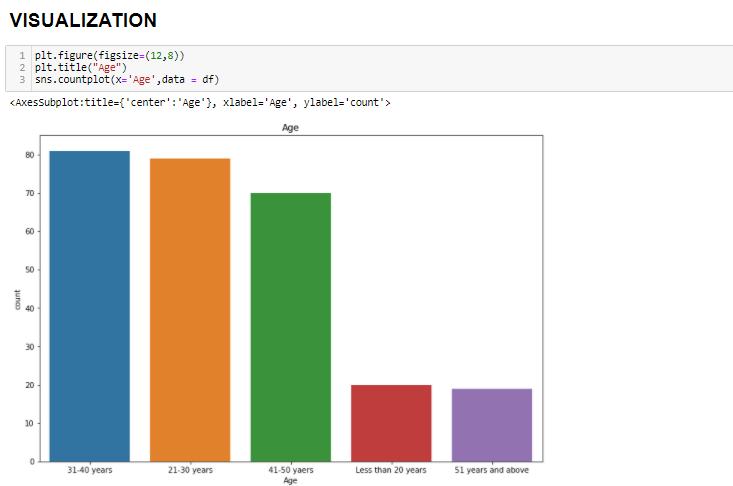 VISUALIZATION
1 plt.figure(figsize=(12,8))
2 plt.title("Age")
3 sns.countplot(x='Age',data = df)
<AxesSubplot:title={'center':'Age'}, xlabel='Age', ylabel='count'>
Age
80
70
60
50
40
30
20
10
0
count
31-40 years 21-30 years 41-50 yaers Less than 20 years 51 years and above
Age